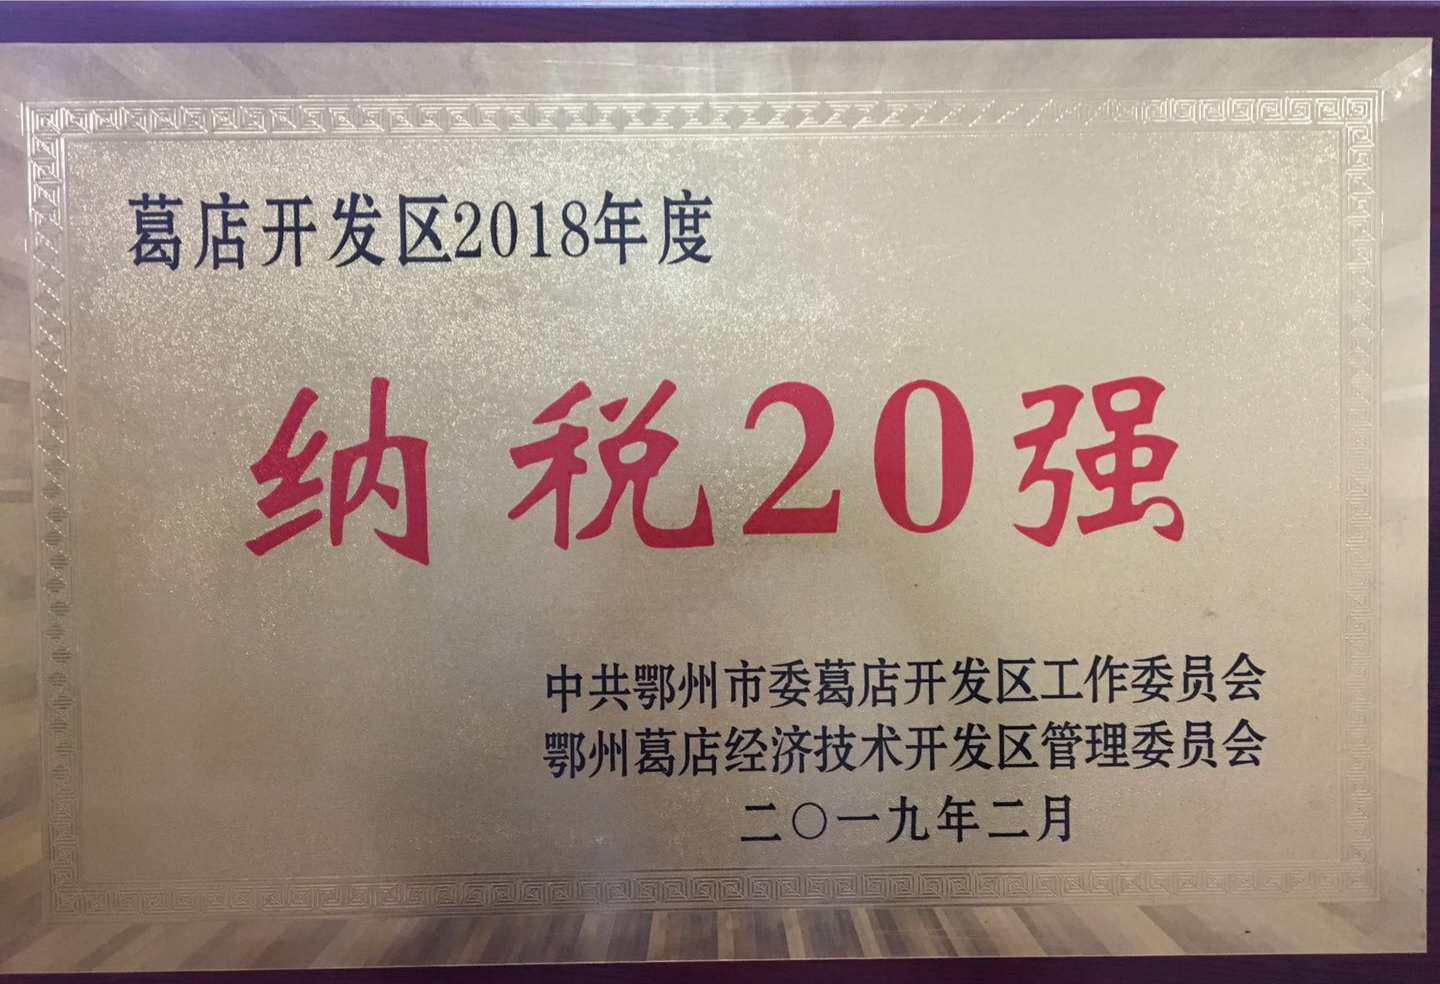 葛店开发区2018年度
纳税20强
中共鄂州市委葛店开发区工作委员会
鄂州葛店经济技术开发区管理委员会
二〇一九年二月